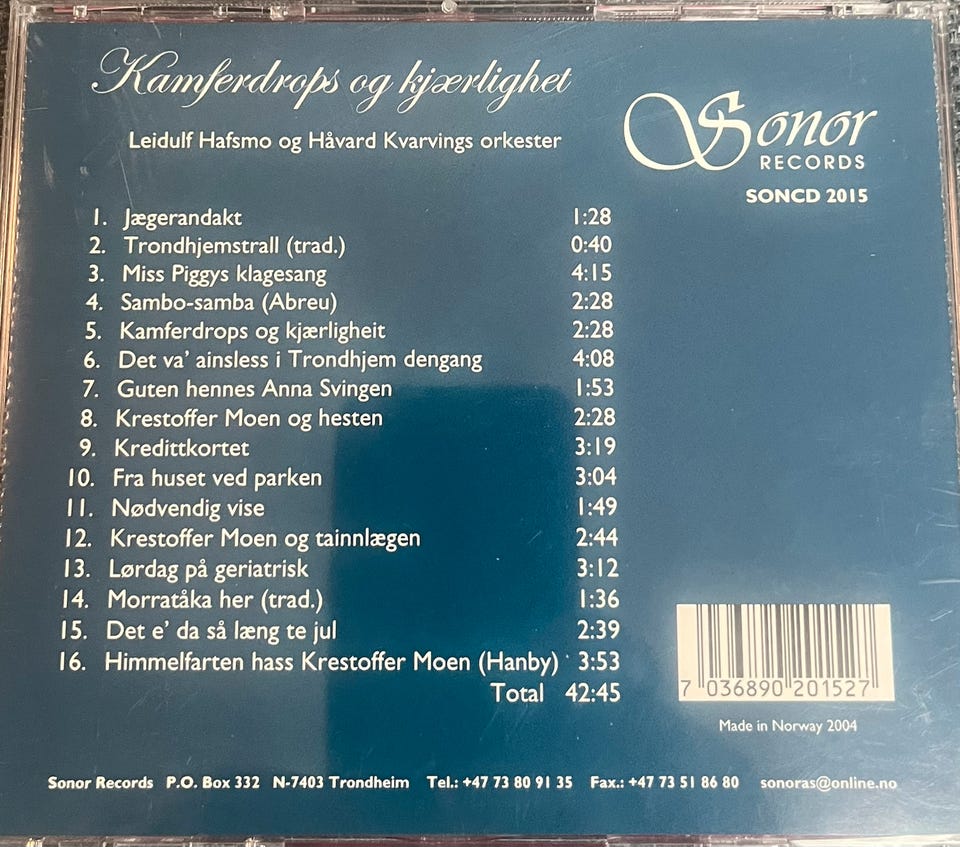 Kamferdrops og kjærlighet
Leidulf Hafsmo og Håvard Kvarvings orkester
Sonor
RECORDS
SONCD 2015
1. Jægerandakt 1:28
2. Trondhjemstrall (trad.) 0:40
3. Miss Piggys klagesang 4:15
4. Sambo-samba (Abreu) 2:28
5. Kamferdrops og kjærligheit 2:28
6. Det va' ainsless i Trondhjem dengang 4:08
7. Guten hennes Anna Svingen 1:53
8. Krestoffer Moen og hesten 2:28
9. Kredittkortet 3:19
10. Fra huset ved parken 3:04
11. Nødvendig vise 1:49
12. Krestoffer Moen og tainnlægen 2:44
13. Lørdag på geriatrisk 3:12
14. Morratåka her (trad.) 1:36
15. Det e' da så læng te jul 2:39
16. Himmelfarten hass Krestoffer Moen (Hanby) 3:53
Total 42:45
7 036890 201527
Made in Norway 2004
Sonor Records P.O. Box 332 N-7403 Trondheim Tel.: +47 73 80 91 35 Fax.: +47 73 51 86 80 sonoras@online.no